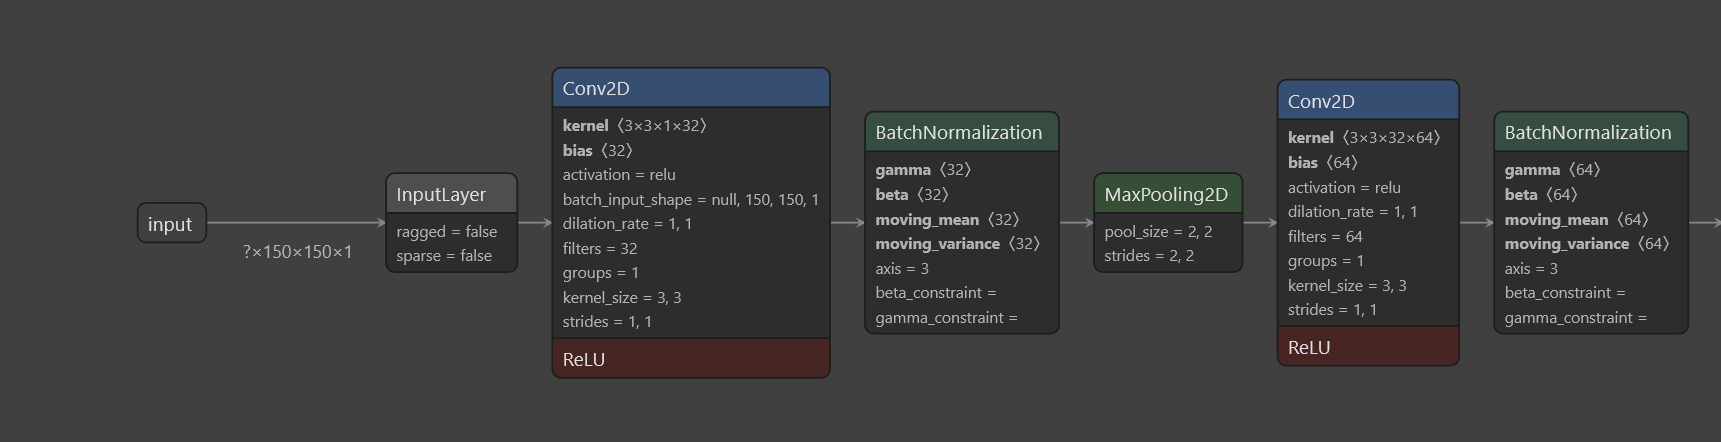 input
?×150×150×1
InputLayer
ragged = false
sparse = false
Conv2D
kernel 〈3×3×1×32〉
bias 〈32〉
activation = relu
batch_input_shape = null, 150, 150, 1
dilation_rate = 1, 1
filters = 32
groups = 1
kernel_size = 3, 3
strides = 1, 1
ReLU
BatchNormalization
gamma 〈32〉
beta 〈32〉
moving_mean 〈32〉
moving_variance 〈32〉
axis = 3
beta_constraint =
gamma_constraint =
MaxPooling2D
pool_size = 2, 2
strides = 2, 2
Conv2D
kernel 〈3×3×32×64〉
bias 〈64〉
activation = relu
dilation_rate = 1, 1
filters = 64
groups = 1
kernel_size = 3, 3
strides = 1, 1
ReLU
BatchNormalization
gamma 〈64〉
beta 〈64〉
moving_mean 〈64〉
moving_variance 〈64〉
axis = 3
beta_constraint =
gamma_constraint =